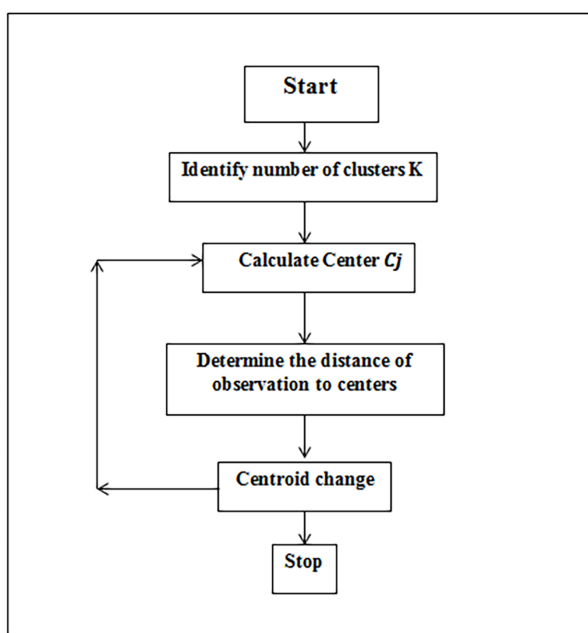 Start
Identify number of clusters K
Calculate Center Cj
Determine the distance of
observation to centers
Centroid change
Stop